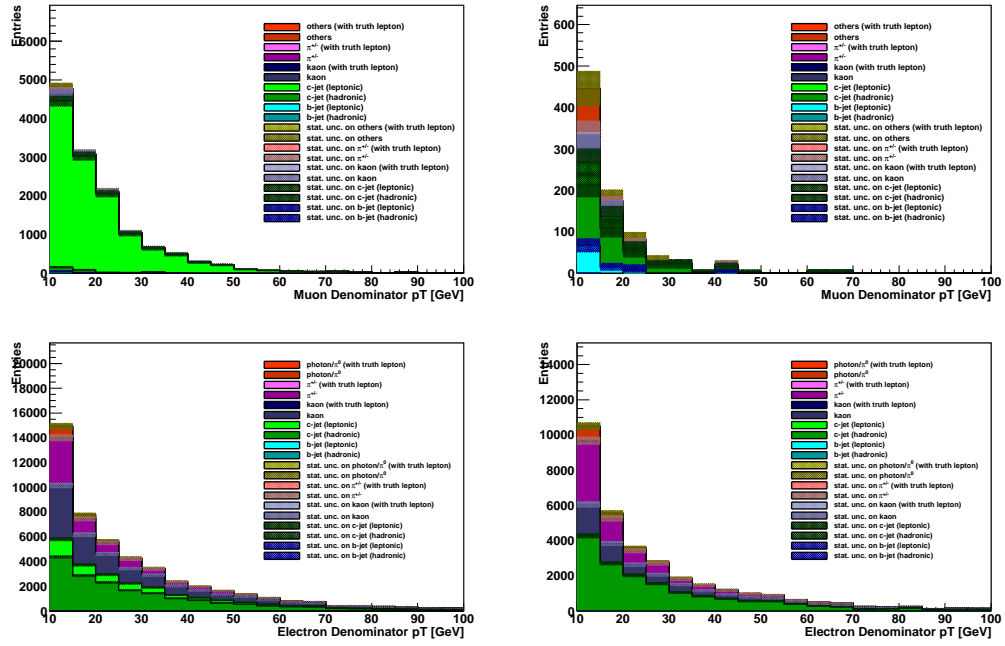 Entries
6000
5000
4000
3000
2000
1000
0
10 20 30 40 50 60 70 80 90 100
Muon Denominator pT [GeV]
others (with truth lepton)
others
π+/- (with truth lepton)
π+/-
kaon (with truth lepton)
kaon
c-jet (leptonic)
c-jet (hadronic)
b-jet (leptonic)
b-jet (hadronic)
stat. unc. on others (with truth lepton)
stat. unc. on others
stat. unc. on π+/- (with truth lepton)
stat. unc. on π+/-
stat. unc. on kaon (with truth lepton)
stat. unc. on kaon
stat. unc. on c-jet (leptonic)
stat. unc. on c-jet (hadronic)
stat. unc. on b-jet (leptonic)
stat. unc. on b-jet (hadronic)
Entries
600
500
400
300
200
100
0
10 20 30 40 50 60 70 80 90 100
Muon Denominator pT [GeV]
others (with truth lepton)
others
π+/- (with truth lepton)
π+/-
kaon (with truth lepton)
kaon
c-jet (leptonic)
c-jet (hadronic)
b-jet (leptonic)
b-jet (hadronic)
stat. unc. on others (with truth lepton)
stat. unc. on others
stat. unc. on π+/- (with truth lepton)
stat. unc. on π+/-
stat. unc. on kaon (with truth lepton)
stat. unc. on kaon
stat. unc. on c-jet (leptonic)
stat. unc. on c-jet (hadronic)
stat. unc. on b-jet (leptonic)
stat. unc. on b-jet (hadronic)
Entries
20000
18000
16000
14000
12000
10000
8000
6000
4000
2000
0
10 20 30 40 50 60 70 80 90 100
Electron Denominator pT [GeV]
photon/π0 (with truth lepton)
photon/π0
π+/- (with truth lepton)
π+/-
kaon (with truth lepton)
kaon
c-jet (leptonic)
c-jet (hadronic)
b-jet (leptonic)
b-jet (hadronic)
stat. unc. on photon/π0 (with truth lepton)
stat. unc. on photon/π0
stat. unc. on π+/- (with truth lepton)
stat. unc. on π+/-
stat. unc. on kaon (with truth lepton)
stat. unc. on kaon
stat. unc. on c-jet (leptonic)
stat. unc. on c-jet (hadronic)
stat. unc. on b-jet (leptonic)
stat. unc. on b-jet (hadronic)
Entries
14000
12000
10000
8000
6000
4000
2000
0
10 20 30 40 50 60 70 80 90 100
Electron Denominator pT [GeV]
photon/π0 (with truth lepton)
photon/π0
π+/- (with truth lepton)
π+/-
kaon (with truth lepton)
kaon
c-jet (leptonic)
c-jet (hadronic)
b-jet (leptonic)
b-jet (hadronic)
stat. unc. on photon/π0 (with truth lepton)
stat. unc. on photon/π0
stat. unc. on π+/- (with truth lepton)
stat. unc. on π+/-
stat. unc. on kaon (with truth lepton)
stat. unc. on kaon
stat. unc. on c-jet (leptonic)
stat. unc. on c-jet (hadronic)
stat. unc. on b-jet (leptonic)
stat. unc. on b-jet (hadronic)